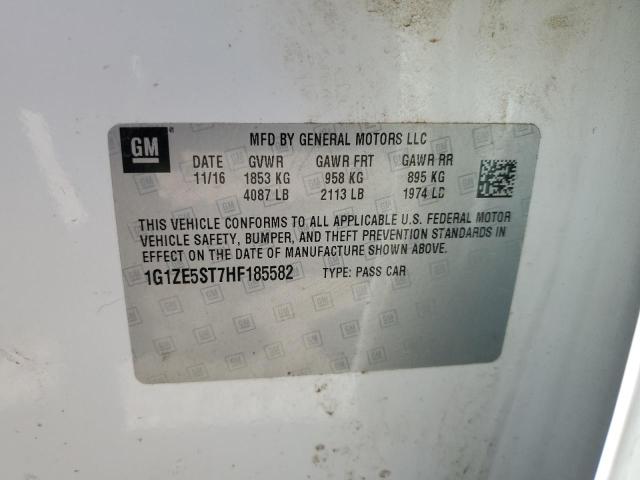 GM
MFD BY GENERAL MOTORS LLC
DATE GVWR GAWR FRT GAWR RR
11/16 1853 KG 958 KG 895 KG
4087 LB 2113 LB 1974 LB
THIS VEHICLE CONFORMS TO ALL APPLICABLE U.S. FEDERAL MOTOR
VEHICLE SAFETY, BUMPER, AND THEFT PREVENTION STANDARDS IN
EFFECT ON THE DATE OF MANUFACTURE SHOWN ABOVE.
1G1ZE5ST7HF185582 TYPE: PASS CAR